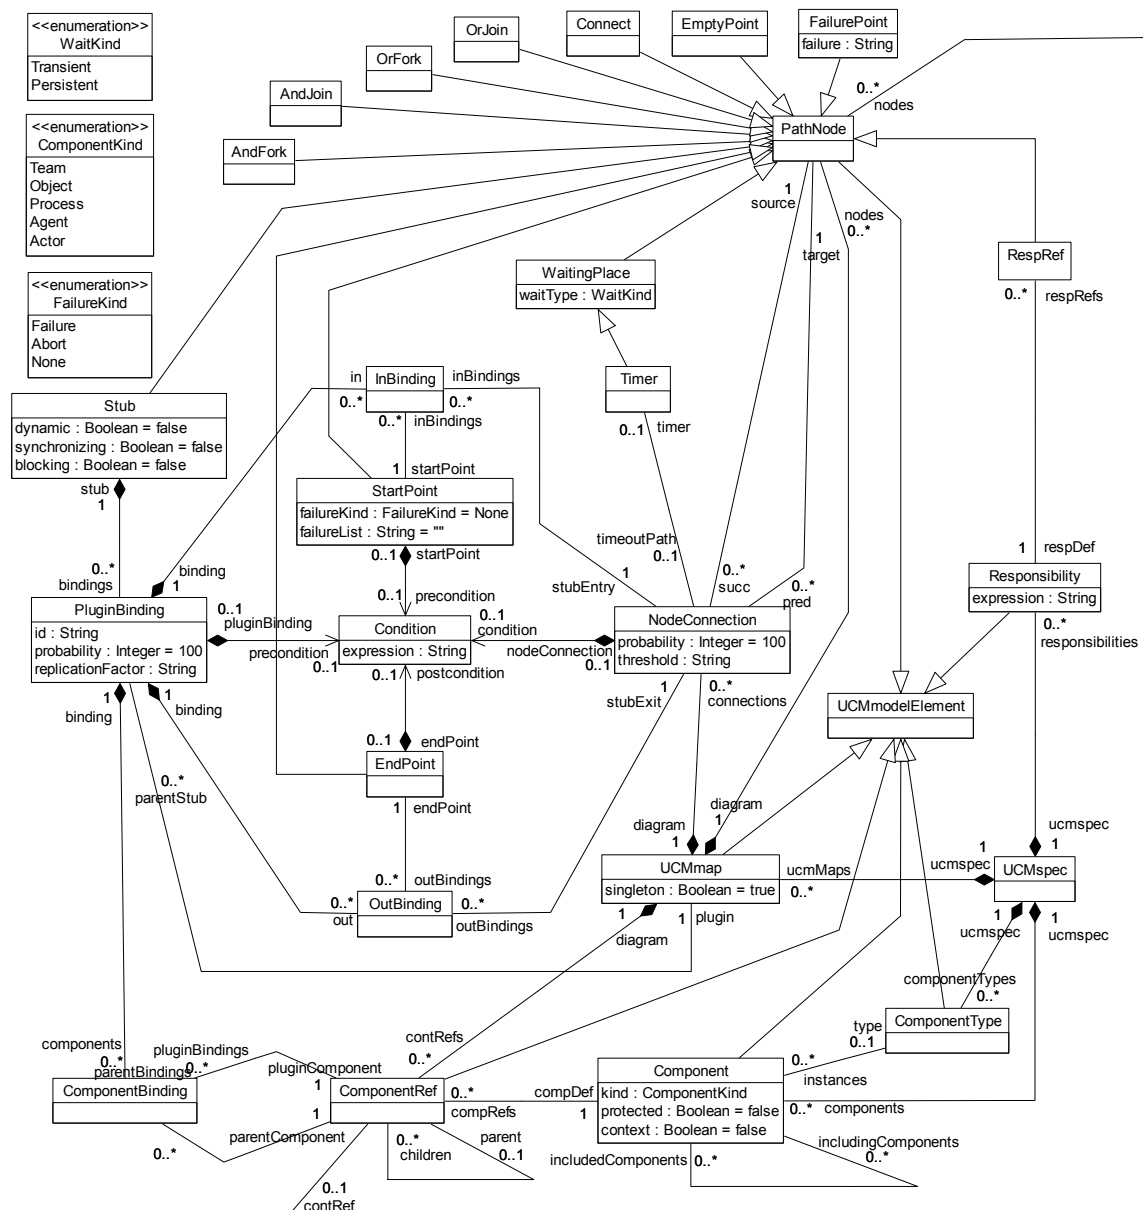 <<enumeration>>
WaitKind
Transient
Persistent
<<enumeration>>
ComponentKind
Team
Object
Process
Agent
Actor
<<enumeration>>
FailureKind
Failure
Abort
None
OrJoin
Connect
EmptyPoint
FailurePoint
failure : String
OrFork
AndJoin
AndFork
0..*
nodes
PathNode
1
source
1
target
nodes
0..*
RespRef
0..*
respRefs
WaitingPlace
waitType : WaitKind
Timer
0..1
timer
in
0..*
InBinding
inBindings
0..*
0..*
inBindings
Stub
dynamic : Boolean = false
synchronizing : Boolean = false
blocking : Boolean = false
stub
1
1
startPoint
StartPoint
failureKind : FailureKind = None
failureList : String = ""
0..1
startPoint
timeoutPath
0..1
0..*
succ
0..*
pred
1
stubEntry
1
respDef
Responsibility
expression : String
0..*
responsibilities
0..*
bindings
1
binding
PluginBinding
id : String
probability : Integer = 100
replicationFactor : String
0..1
pluginBinding
precondition
0..1
0..1
precondition
Condition
expression : String
0..1
condition
nodeConnection
0..1
NodeConnection
probability : Integer = 100
threshold : String
0..1
postcondition
1
binding
1
binding
1
stubExit
0..*
connections
UCMmodelElement
0..1
endPoint
EndPoint
1
endPoint
0..*
parentStub
diagram
1
diagram
1
UCMmap
singleton : Boolean = true
ucmMaps
0..*
1
ucmspec
ucmspec
1
UCMspec
1
ucmspec
1
ucmspec
0..*
outBindings
OutBinding
0..*
out
0..*
outBindings
1
diagram
1
plugin
componentTypes
0..*
ComponentType
type
0..1
contRefs
0..*
components
0..*
parentBindings
pluginBindings
0..*
ComponentBinding
pluginComponent
1
ComponentRef
1
parentComponent
0..*
0..*
compRefs
compDef
1
Component
kind : ComponentKind
protected : Boolean = false
context : Boolean = false
0..*
instances
0..*
components
0..*
children
parent
0..1
includedComponents
0..*
includingComponents
0..*
0..1
contRef